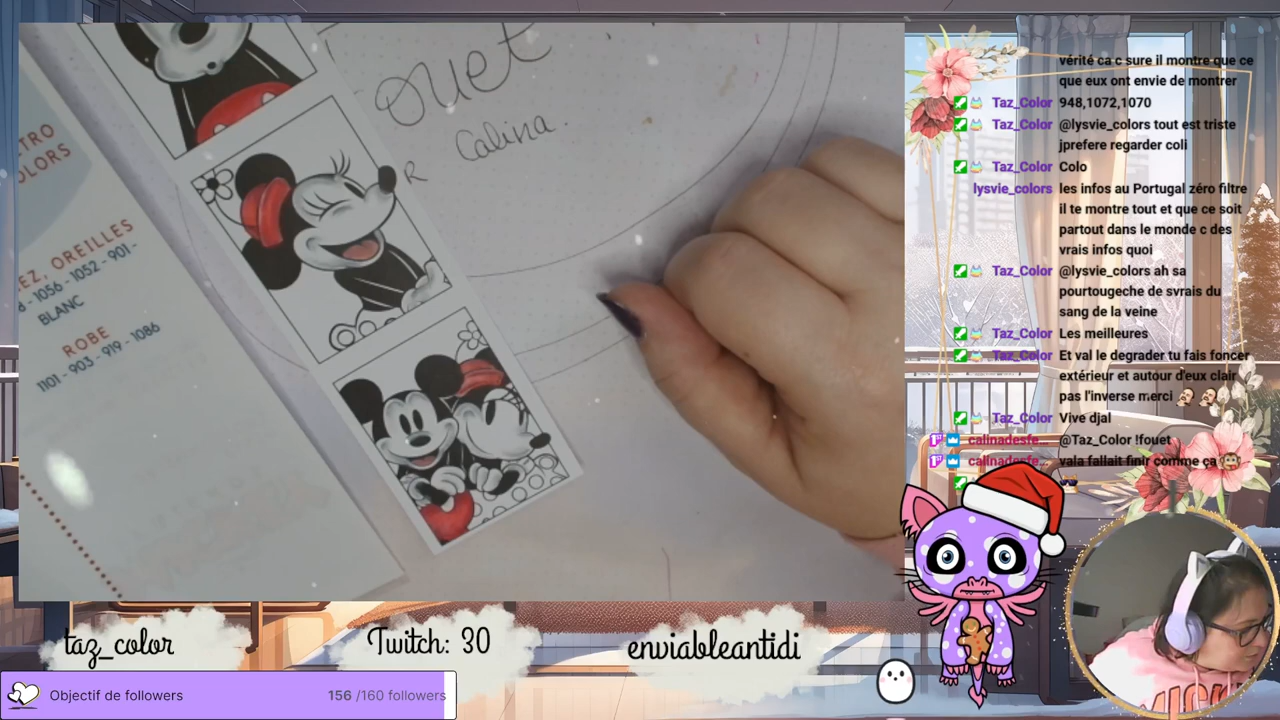 TRO
OLORS
EZ, OREILLES
8 - 1056 - 1052 - 901 -
BLANC
ROBE
1101 - 903 - 919 - 1086
OUET
R
Calina.
vérité ca c sure il montre que ce
que eux ont envie de montrer
Taz_Color 948,1072,1070
Taz_Color @lysvie_colors tout est triste
jprefere regarder coli
Taz_Color Colo
lysvie_colors les infos au Portugal zéro filtre
il te montre tout et que ce soit
partout dans le monde c des
vrais infos quoi
Taz_Color @lysvie_colors ah sa
pourtougeche de svrais du
sang de la veine
Taz_Color Les meilleures
Taz_Color Et val le degrader tu fais foncer
extérieur et autour d'eux clair
pas l'inverse merci
Taz_Color Vive djal
calinadesfe... @Taz_Color !fouet
calinadesfe... vala fallait finir comme ça
taz_color
Twitch: 30
enviableantidi
Objectif de followers
156 /160 followers